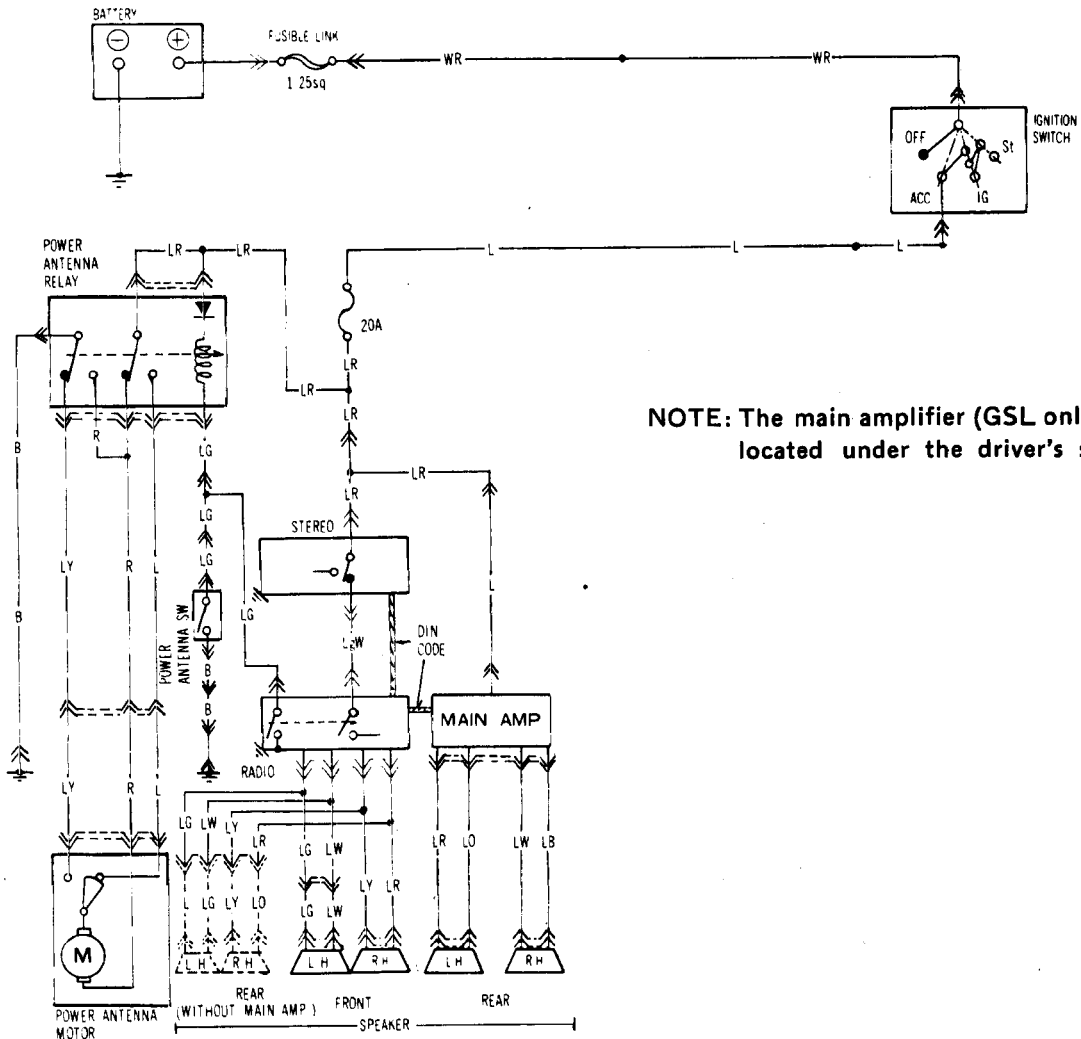 BATTERY
FUSIBLE LINK
1 25sq
WR
WR
IGNITION
SWITCH
OFF
St
ACC
IG
POWER
ANTENNA
RELAY
LR
LR
L
L
L
20A
LR
LR
LR
LR
LR
LR
B
R
LG
NOTE: The main amplifier (GSL onl
located under the driver's s
LG
LG
STEREO
LY
R
L
L
B
POWER
ANTENNA SW
LG
DIN
CODE
LgW
B
B
MAIN AMP
RADIO
LY
R
L
LG
LW
LY
LR
LG
LW
LY
LR
LR
LO
LW
LB
L
LG
LY
LO
LG
LW
M
LH
RH
LH
RH
LH
RH
REAR
(WITHOUT MAIN AMP)
FRONT
REAR
POWER ANTENNA
MOTOR
SPEAKER